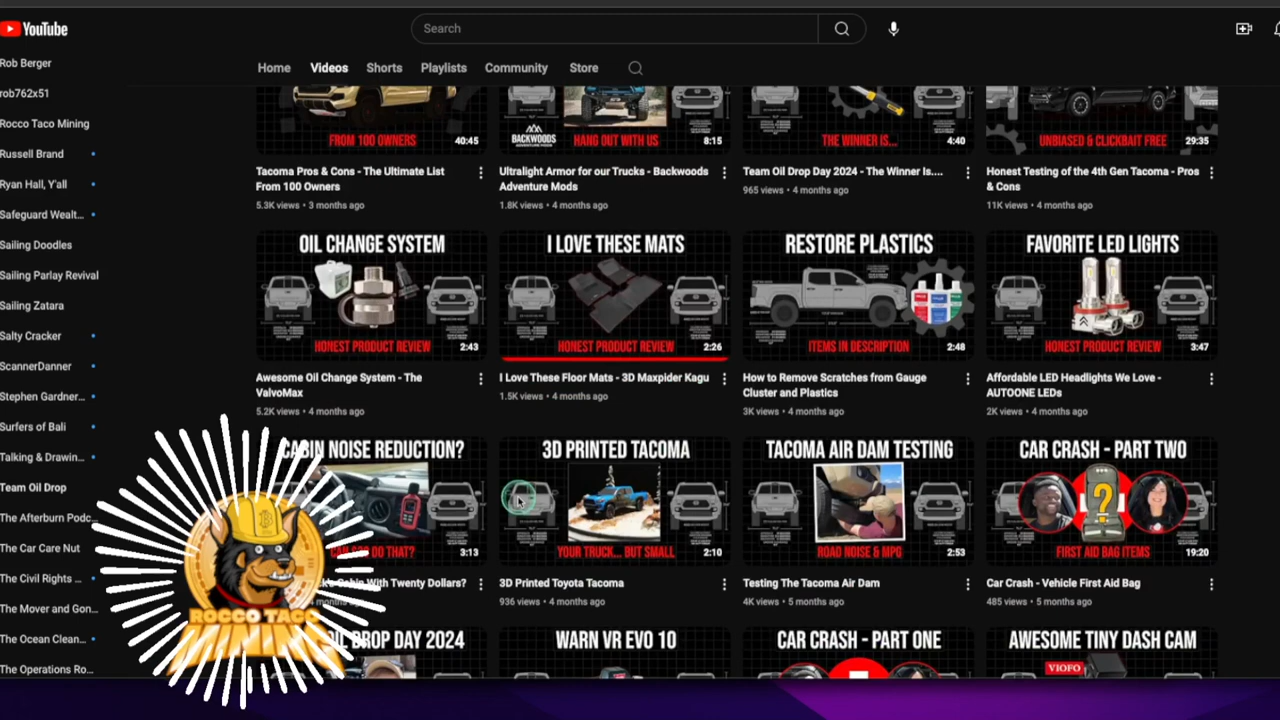 YouTube
Search
Home Videos Shorts Playlists Community Store
Rob Berger
rob762x51
Rocco Taco Mining
Russell Brand
Ryan Hall, Y'all
Safeguard Wealt...
Sailing Doodles
Sailing Parlay Revival
Sailing Zatara
Salty Cracker
ScannerDanner
Stephen Gardner...
Surfers of Bali
Talking & Drawin...
Team Oil Drop
The Afterburn Podc...
The Car Care Nut
The Civil Rights ...
The Mover and Gon...
The Ocean Clean...
The Operations Ro...
FROM 100 OWNERS
40:45
Tacoma Pros & Cons - The Ultimate List
From 100 Owners
5.3K views • 3 months ago
BACKWOODS
HANG OUT WITH US
8:15
Ultralight Armor for our Trucks - Backwoods
Adventure Mods
1.8K views • 4 months ago
THE WINNER IS...
4:40
Team Oil Drop Day 2024 - The Winner Is....
965 views • 4 months ago
UNBIASED & CLICKBAIT FREE
29:35
Honest Testing of the 4th Gen Tacoma - Pros
& Cons
11K views • 4 months ago
OIL CHANGE SYSTEM
HONEST PRODUCT REVIEW
2:43
Awesome Oil Change System - The
ValvoMax
5.2K views • 4 months ago
I LOVE THESE MATS
HONEST PRODUCT REVIEW
2:26
I Love These Floor Mats - 3D Maxpider Kagu
1.5K views • 4 months ago
RESTORE PLASTICS
ITEMS IN DESCRIPTION
2:48
How to Remove Scratches from Gauge
Cluster and Plastics
3K views • 4 months ago
FAVORITE LED LIGHTS
HONEST PRODUCT REVIEW
3:47
Affordable LED Headlights We Love -
AUTOONE LEDs
2K views • 4 months ago
CABIN NOISE REDUCTION?
DO THAT?
3:13
Cabin With Twenty Dollars?
months ago
3D PRINTED TACOMA
YOUR TRUCK... BUT SMALL
2:10
3D Printed Toyota Tacoma
936 views • 4 months ago
TACOMA AIR DAM TESTING
ROAD NOISE & MPG
2:53
Testing The Tacoma Air Dam
4K views • 5 months ago
CAR CRASH - PART TWO
?
FIRST AID BAG ITEMS
19:20
Car Crash - Vehicle First Aid Bag
485 views • 5 months ago
OIL DROP DAY 2024
WARN VR EVO 10
CAR CRASH - PART ONE
AWESOME TINY DASH CAM
VIOFO
ROCCO TACO
MINING